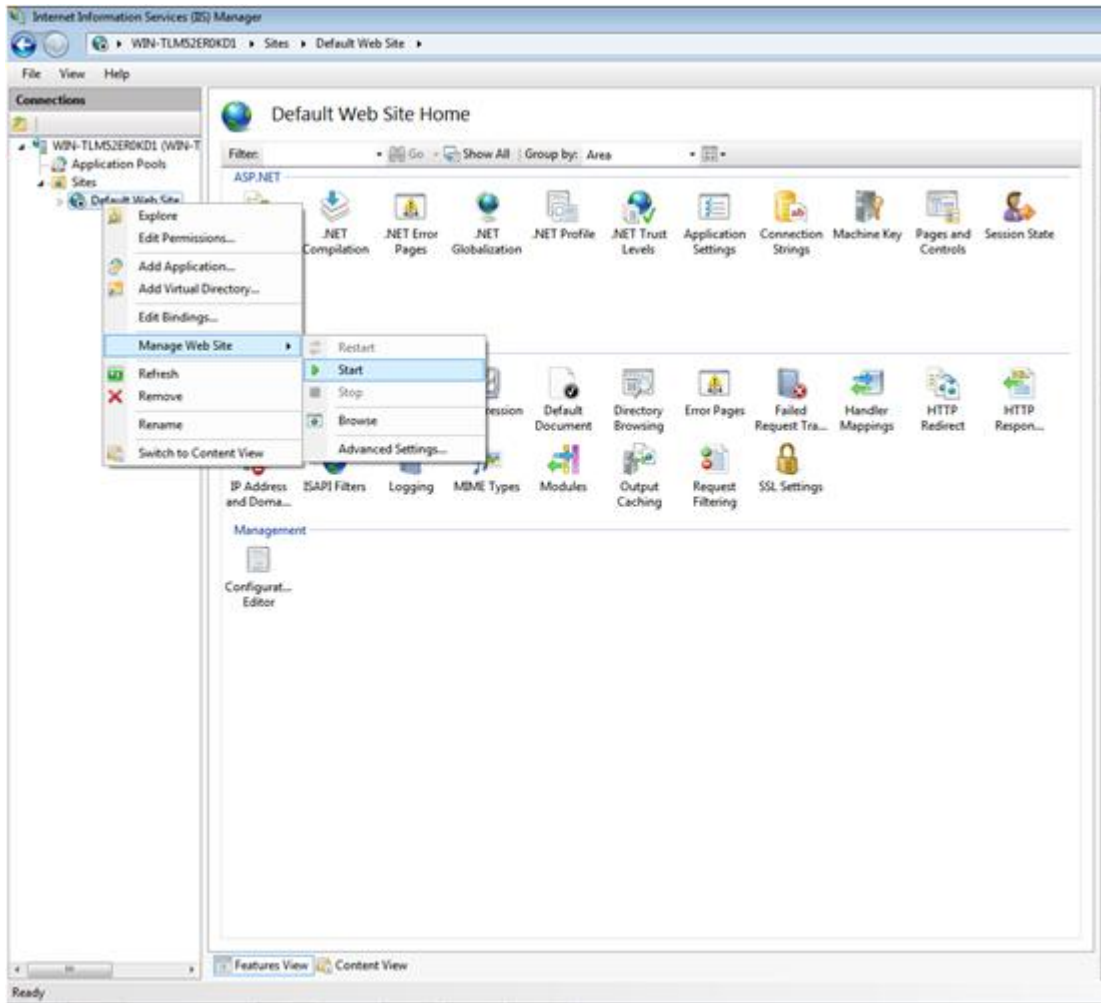 Internet Information Services (IIS) Manager
WIN-TLM52ER0KD1 Sites Default Web Site
File View Help
Connections
WIN-TLM52ER0KD1 (WIN-T
Application Pools
Sites
Default Web Site
Default Web Site Home
Filter: Go Show All Group by: Area
ASP.NET
.NET Compilation
.NET Error Pages
.NET Globalization
.NET Profile
.NET Trust Levels
Application Settings
Connection Strings
Machine Key
Pages and Controls
Session State
Explore
Edit Permissions...
Add Application...
Add Virtual Directory...
Edit Bindings...
Manage Web Site
Refresh
Remove
Rename
Switch to Content View
Restart
Start
Stop
Browse
Advanced Settings...
Default Document
Directory Browsing
Error Pages
Failed Request Tra...
Handler Mappings
HTTP Redirect
HTTP Respon...
IP Address and Doma...
ISAPI Filters
Logging
MIME Types
Modules
Output Caching
Request Filtering
SSL Settings
Management
Configurat... Editor
Features View Content View
Ready